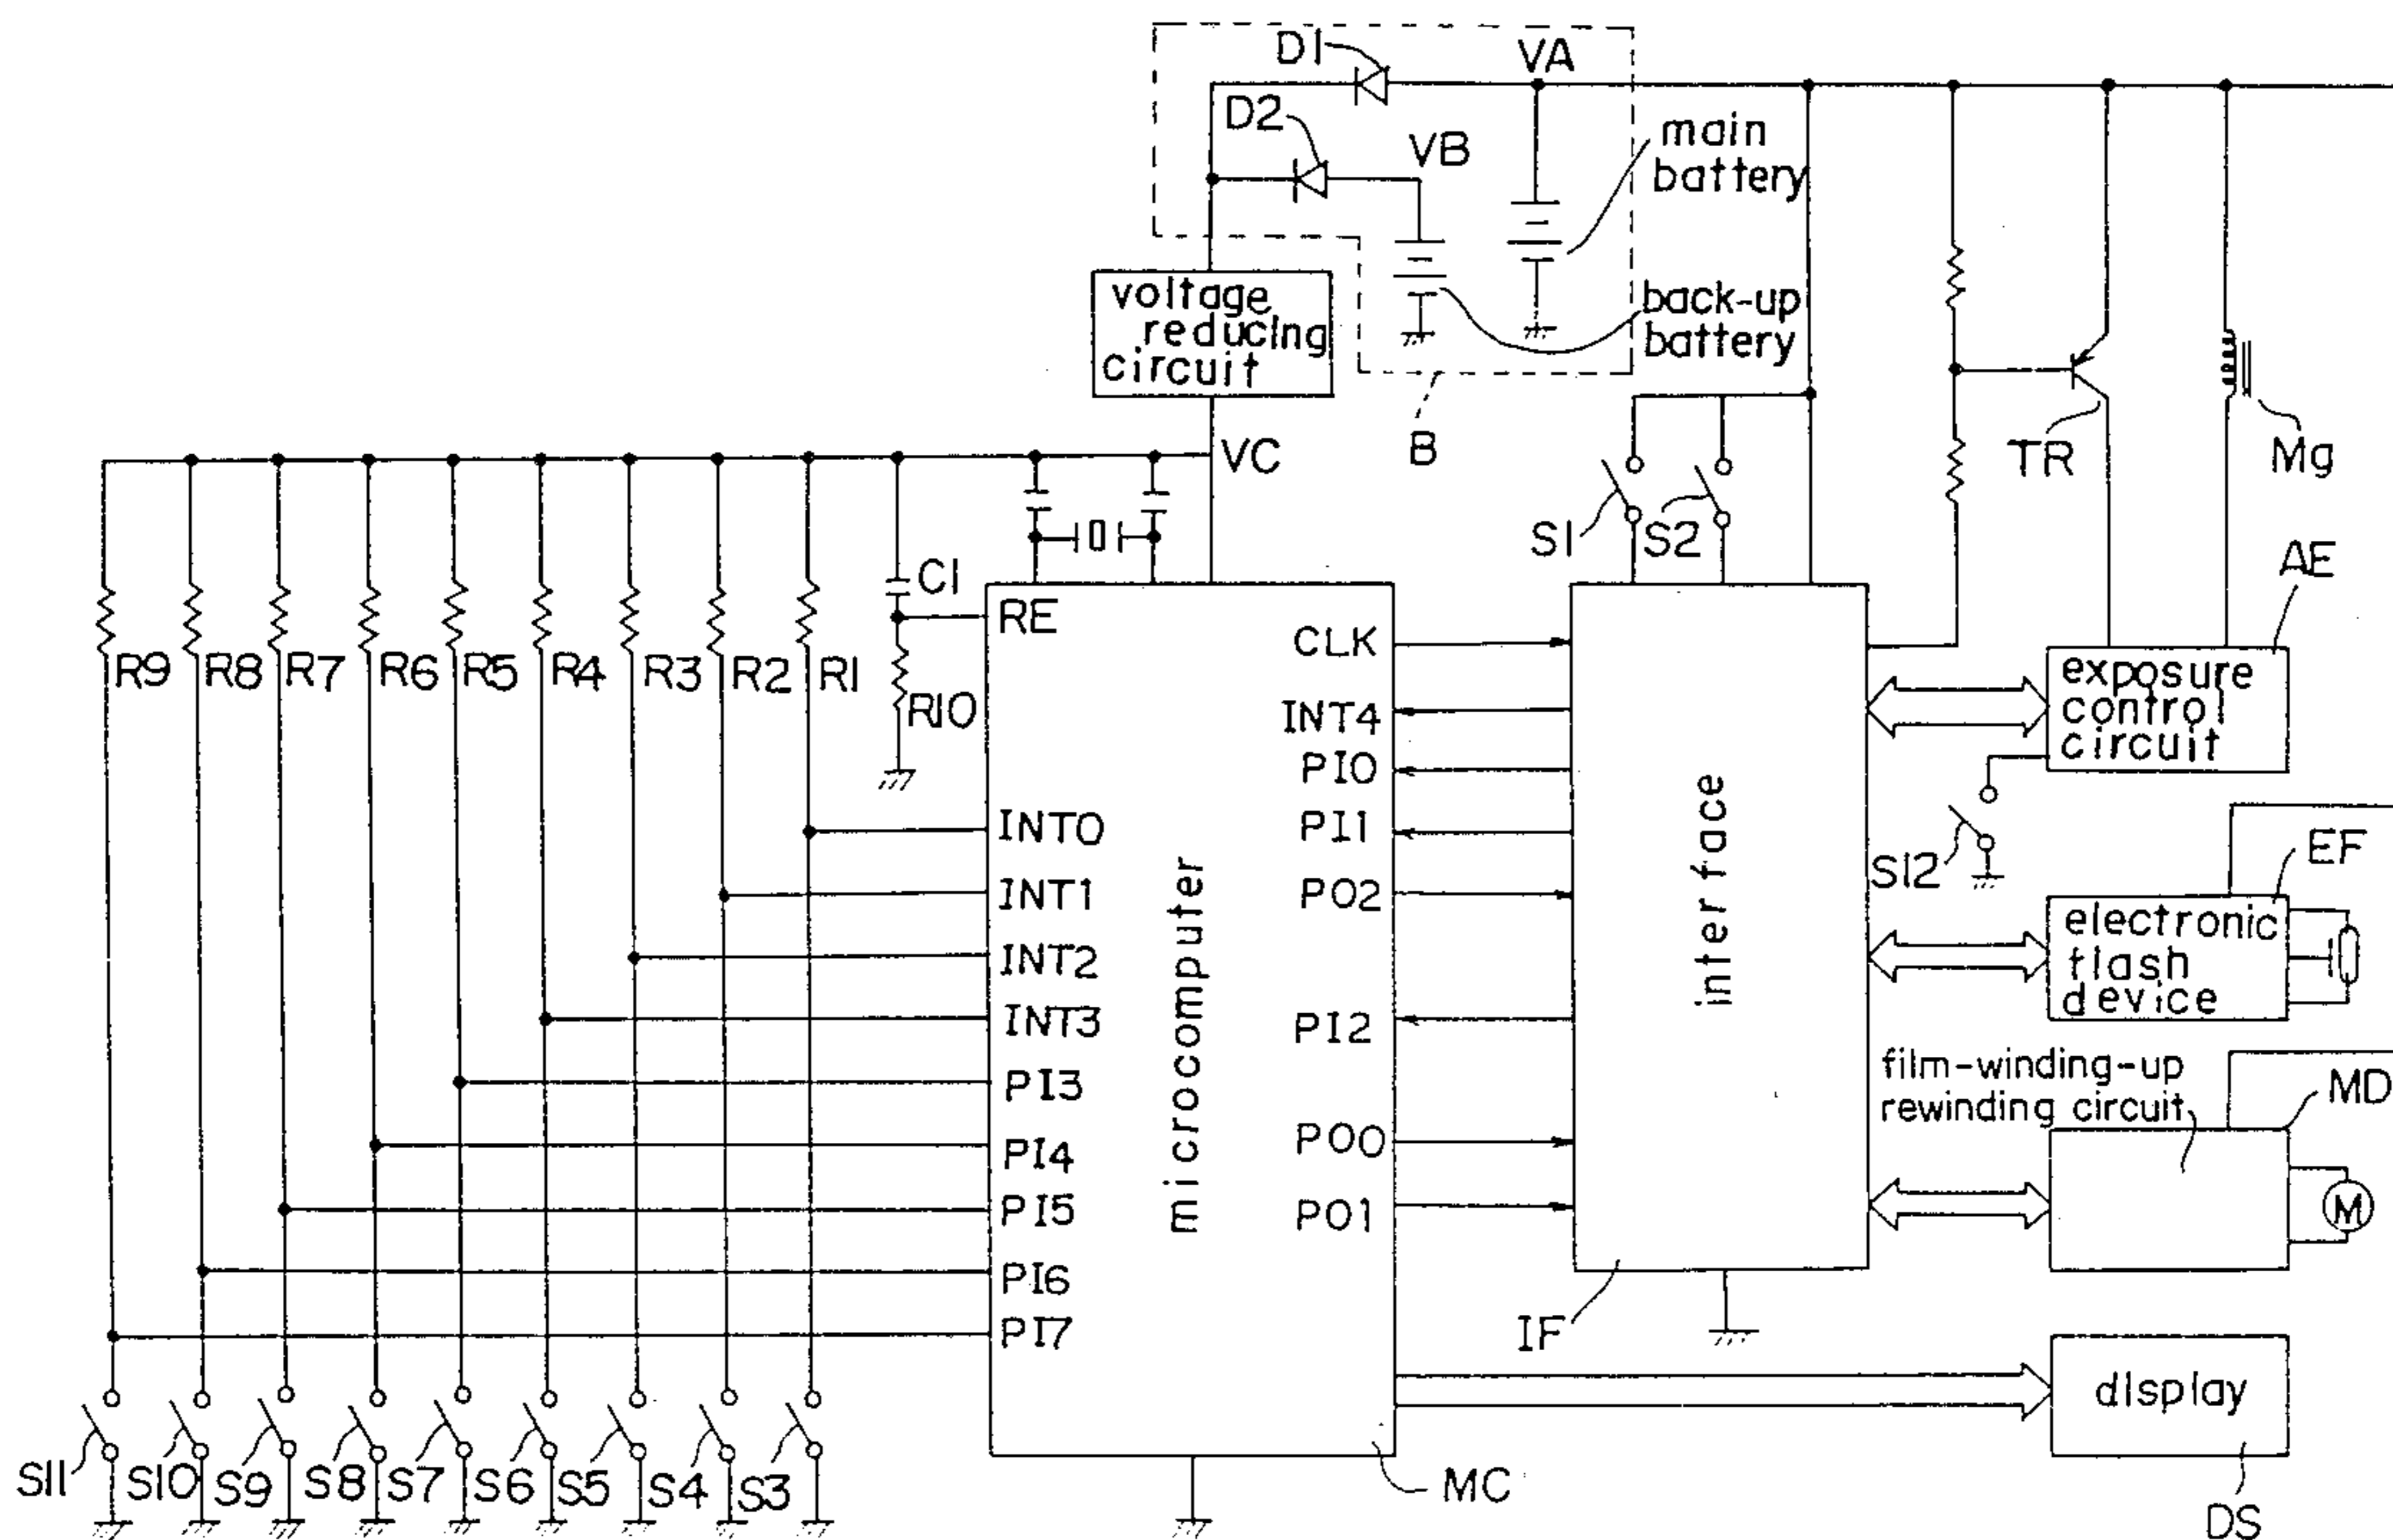 D1
VA
D2
VB
main
battery
voltage
reducing
circuit
back-up
battery
B
VC
TR
Mg
S1
S2
AE
C1
RE
CLK
R9
R8
R7
R6
R5
R4
R3
R2
R1
R10
INT4
exposure
control
circuit
PI0
PI1
interface
S12
EF
INT0
INT1
INT2
INT3
microcomputer
PO2
electronic
flash
device
PI2
film-winding-up
rewinding circuit
MD
PI3
PI4
PI5
PI6
PI7
PO0
PO1
M
IF
display
S11
S10
S9
S8
S7
S6
S5
S4
S3
MC
DS